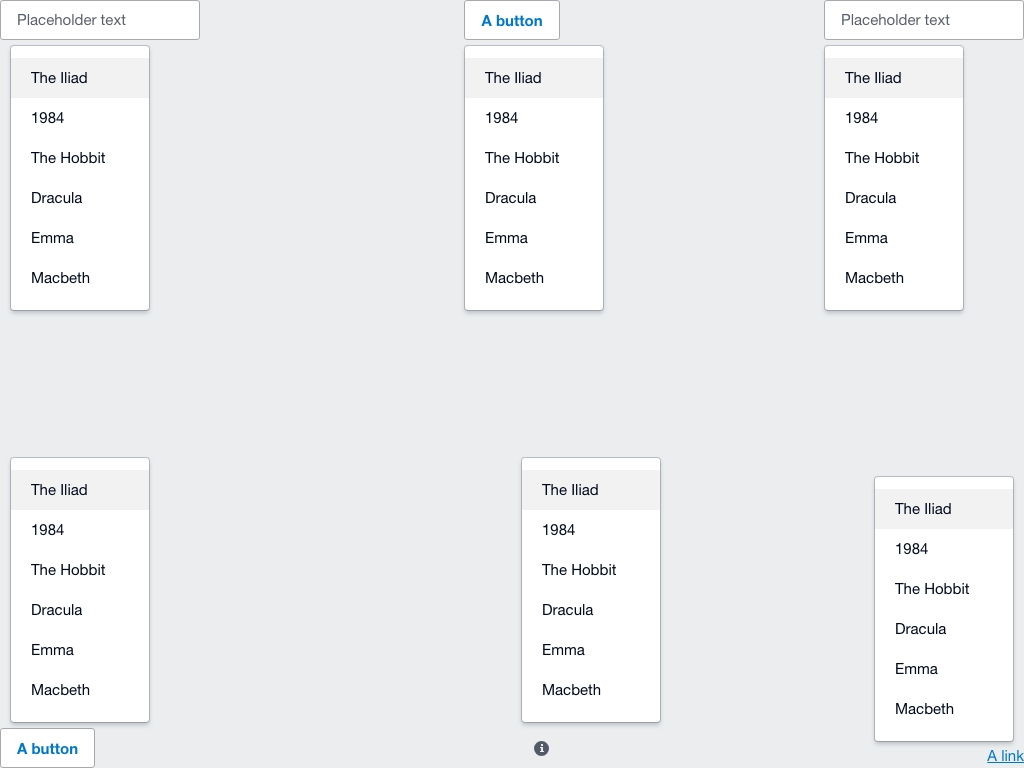 Placeholder text
The Iliad
1984
The Hobbit
Dracula
Emma
Macbeth
A button
The Iliad
1984
The Hobbit
Dracula
Emma
Macbeth
Placeholder text
The Iliad
1984
The Hobbit
Dracula
Emma
Macbeth
The Iliad
1984
The Hobbit
Dracula
Emma
Macbeth
A button
The Iliad
1984
The Hobbit
Dracula
Emma
Macbeth
The Iliad
1984
The Hobbit
Dracula
Emma
Macbeth
A link